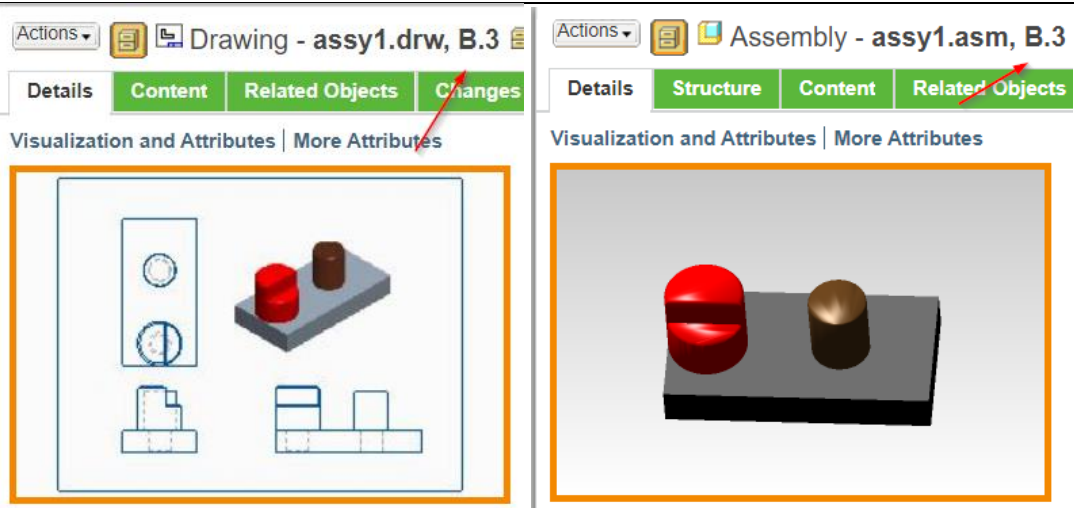 Actions Drawing - assy1.drw, B.3
Details Content Related Objects Changes
Visualization and Attributes | More Attributes
Actions Assembly - assy1.asm, B.3
Details Structure Content Related Objects
Visualization and Attributes | More Attributes